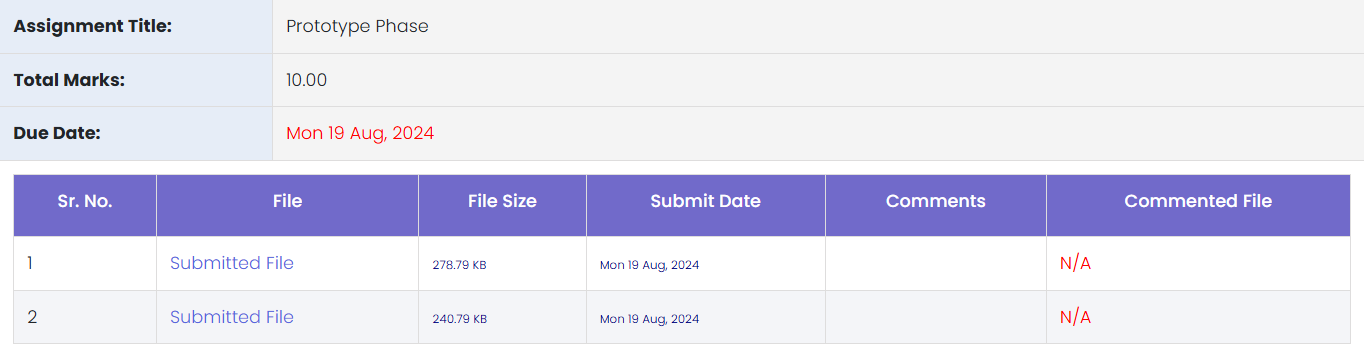 Assignment Title: Prototype Phase
Total Marks: 10.00
Due Date: Mon 19 Aug, 2024
Sr. No. File File Size Submit Date Comments Commented File
1 Submitted File 278.79 KB Mon 19 Aug, 2024 N/A
2 Submitted File 240.79 KB Mon 19 Aug, 2024 N/A